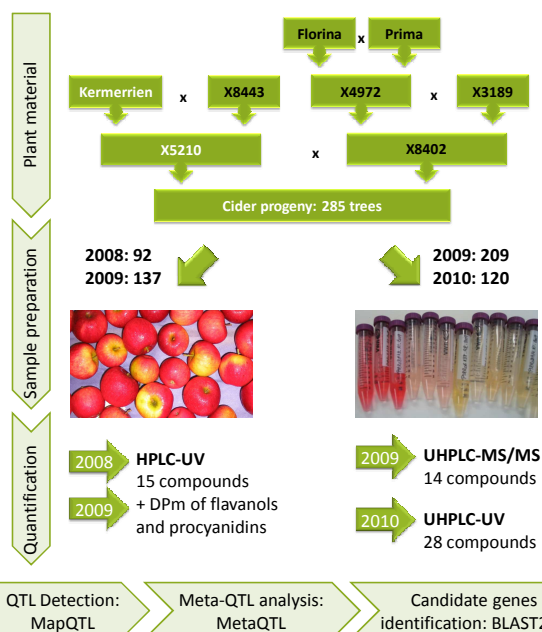 Florina x Prima
Kermerrien x X8443 X4972 x X3189
X5210 x X8402
Cider progeny: 285 trees
Plant material
2008: 92
2009: 137
2009: 209
2010: 120
Sample preparation
2008 HPLC-UV
15 compounds
2009 + DPm of flavanols
and procyanidins
2009 UHPLC-MS/MS
14 compounds
2010 UHPLC-UV
28 compounds
Quantification
QTL Detection:
MapQTL
Meta-QTL analysis:
MetaQTL
Candidate genes
identification: BLAST2